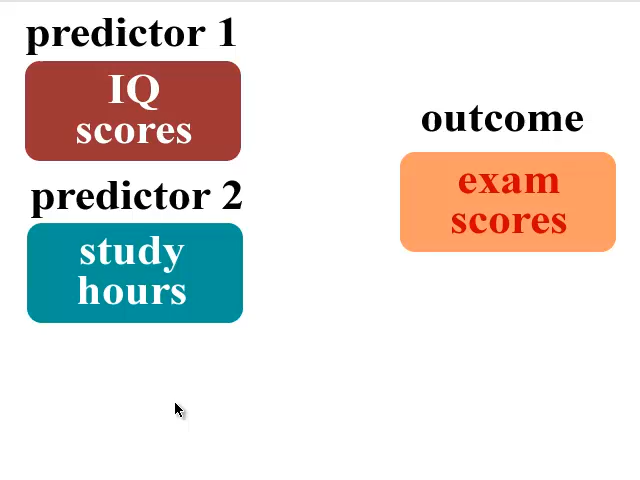 predictor 1
IQ
scores
predictor 2
study
hours
outcome
exam
scores